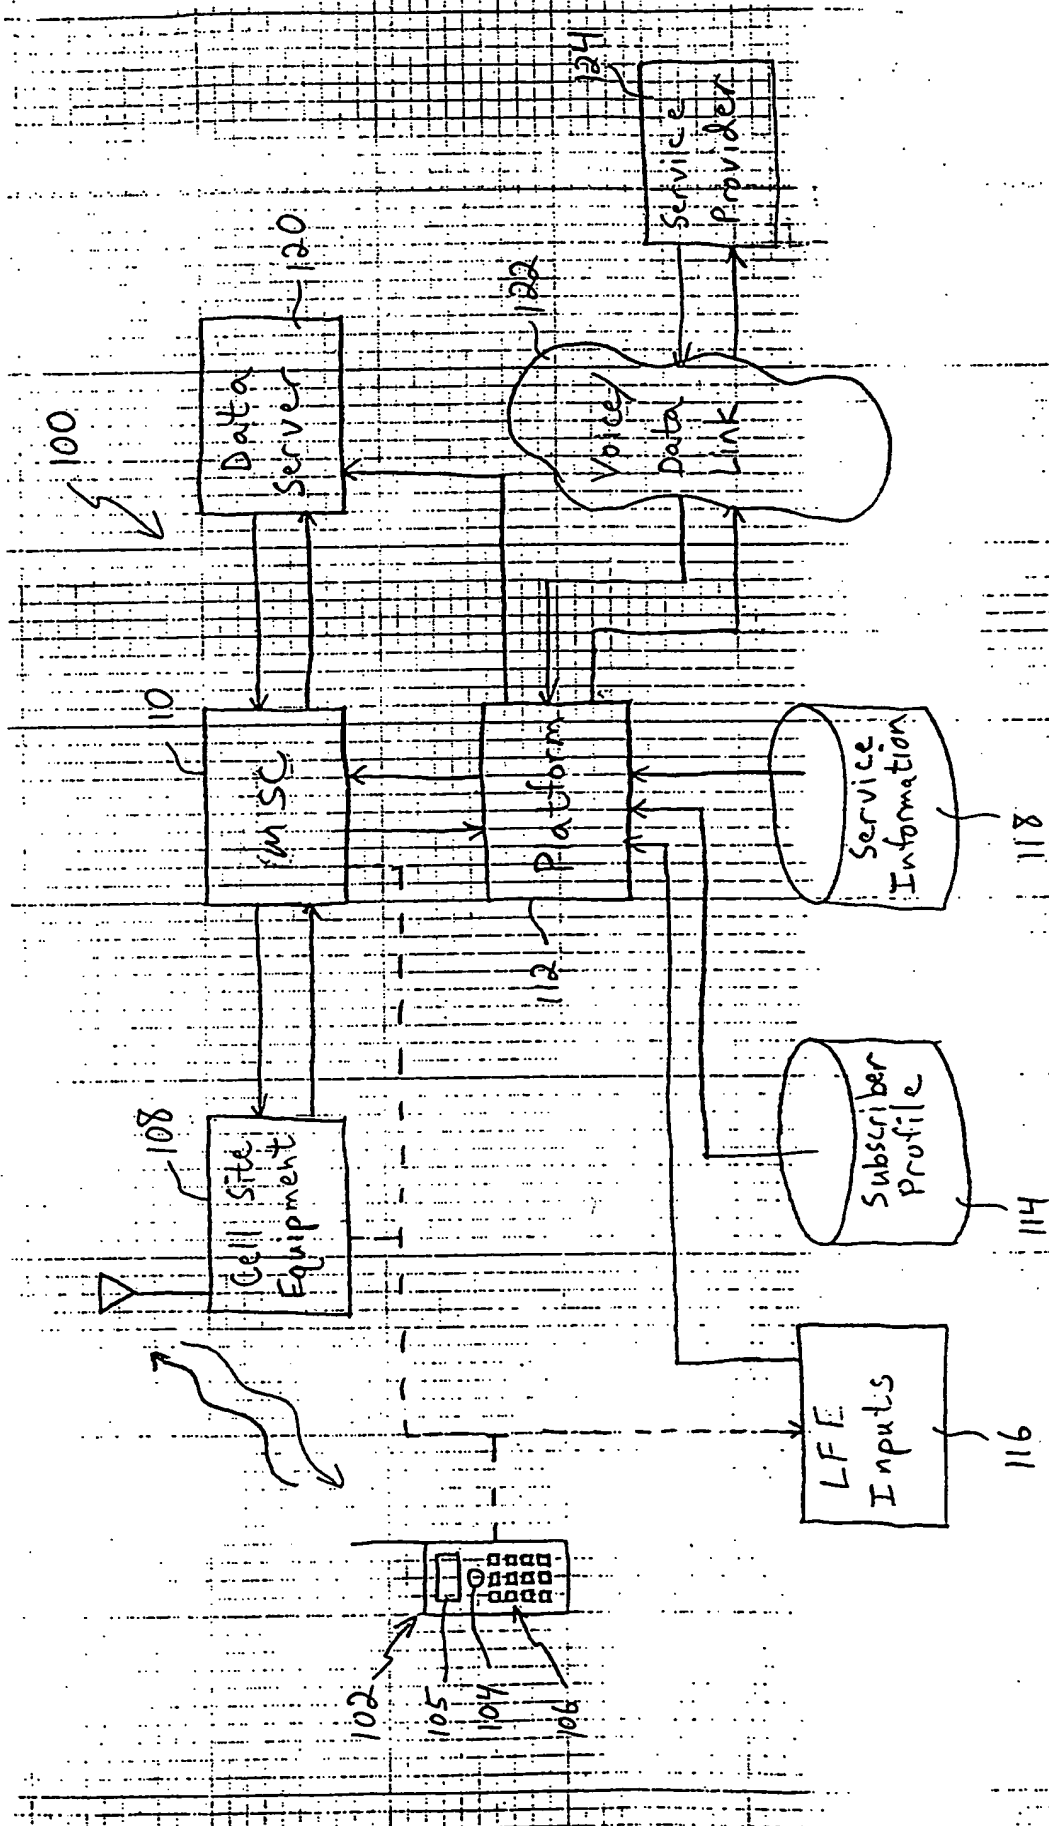 100
108
Cell Site
Equipment
10
MSC
Data
Server
120
102
105
104
106
112
Platform
122
Voice/
Data
Link
124
Service
Provider
LFE
Inputs
116
Subscriber
Profile
114
Service
Information
118